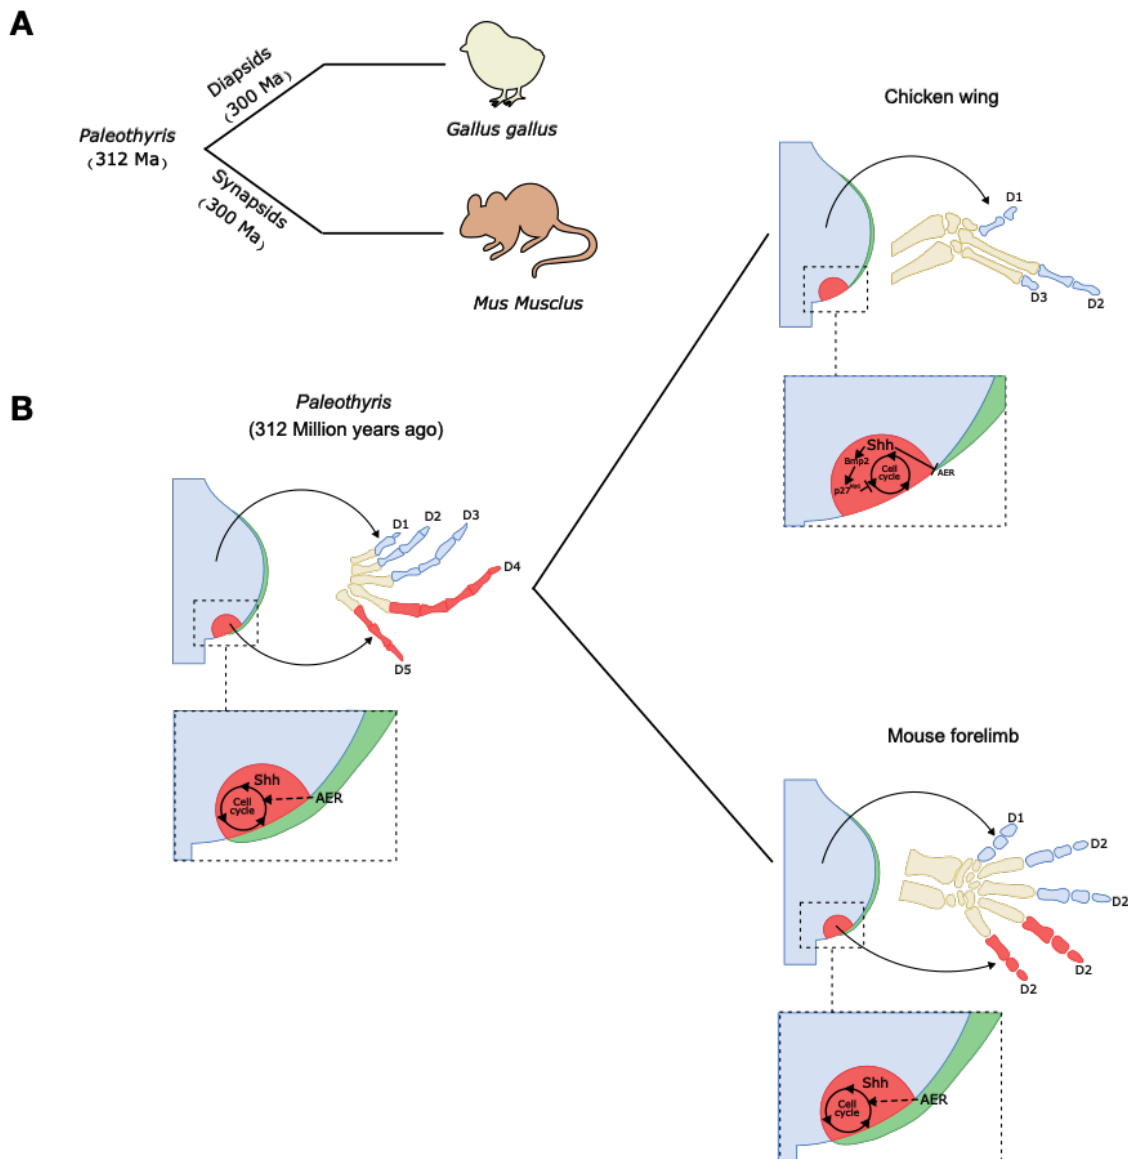 A
Diapsids
(300 Ma)
Paleothyris
(312 Ma)
Synapsids
(300 Ma)
Gallus gallus
Mus Musclus
B
Paleothyris
(312 Million years ago)
D1
D2
D3
D4
D5
Shh
Cell
cycle
AER
Chicken wing
D1
D3
D2
Shh
Bmp2
Cell
cycle
AER
Mouse forelimb
D1
D2
D2
D2
D2
Shh
Cell
cycle
AER